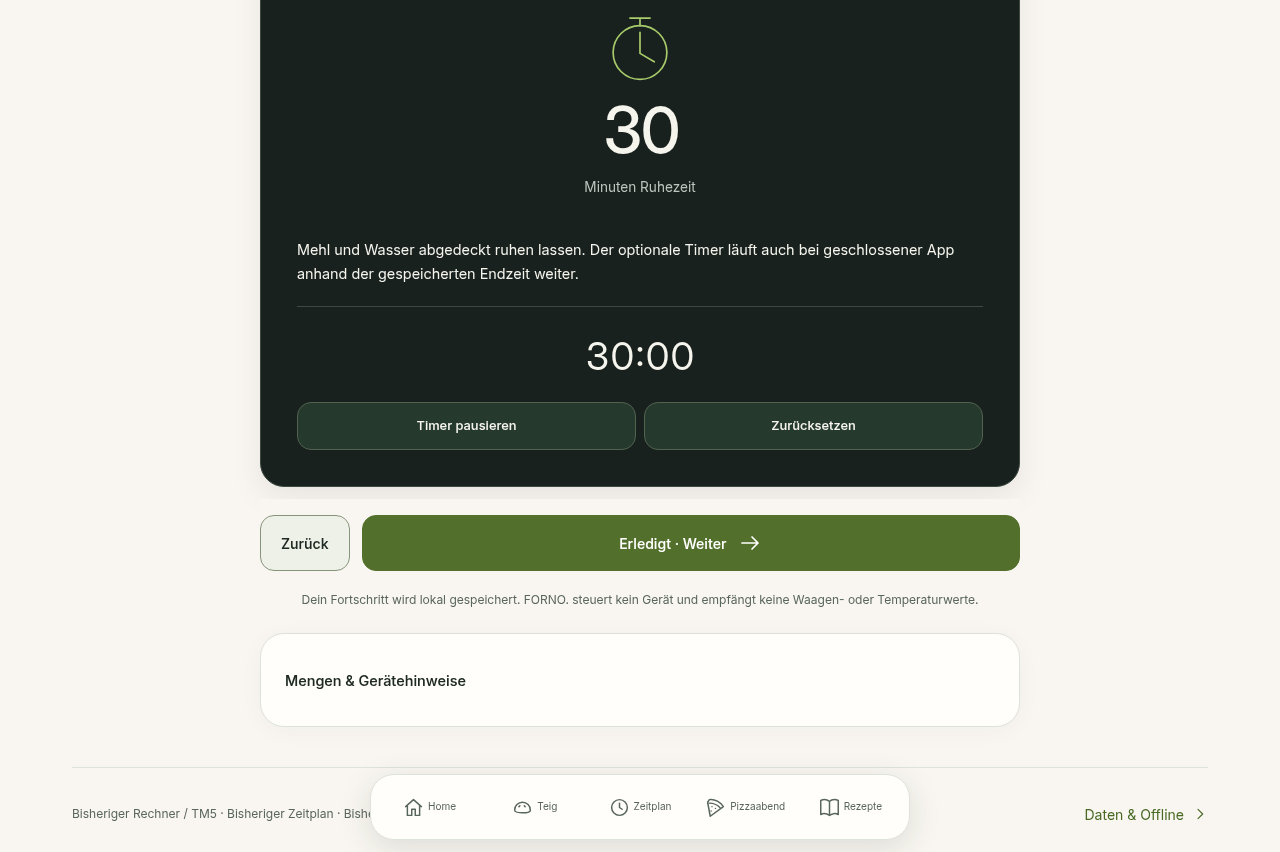 30
Minuten Ruhezeit
Mehl und Wasser abgedeckt ruhen lassen. Der optionale Timer läuft auch bei geschlossener App
anhand der gespeicherten Endzeit weiter.
30:00
Timer pausieren
Zurücksetzen
Zurück
Erledigt · Weiter
Dein Fortschritt wird lokal gespeichert. FORNO. steuert kein Gerät und empfängt keine Waagen- oder Temperaturwerte.
Mengen & Gerätehinweise
Bisheriger Rechner / TM5 · Bisheriger Zeitplan ·
Home
Teig
Zeitplan
Pizzaabend
Rezepte
Daten & Offline